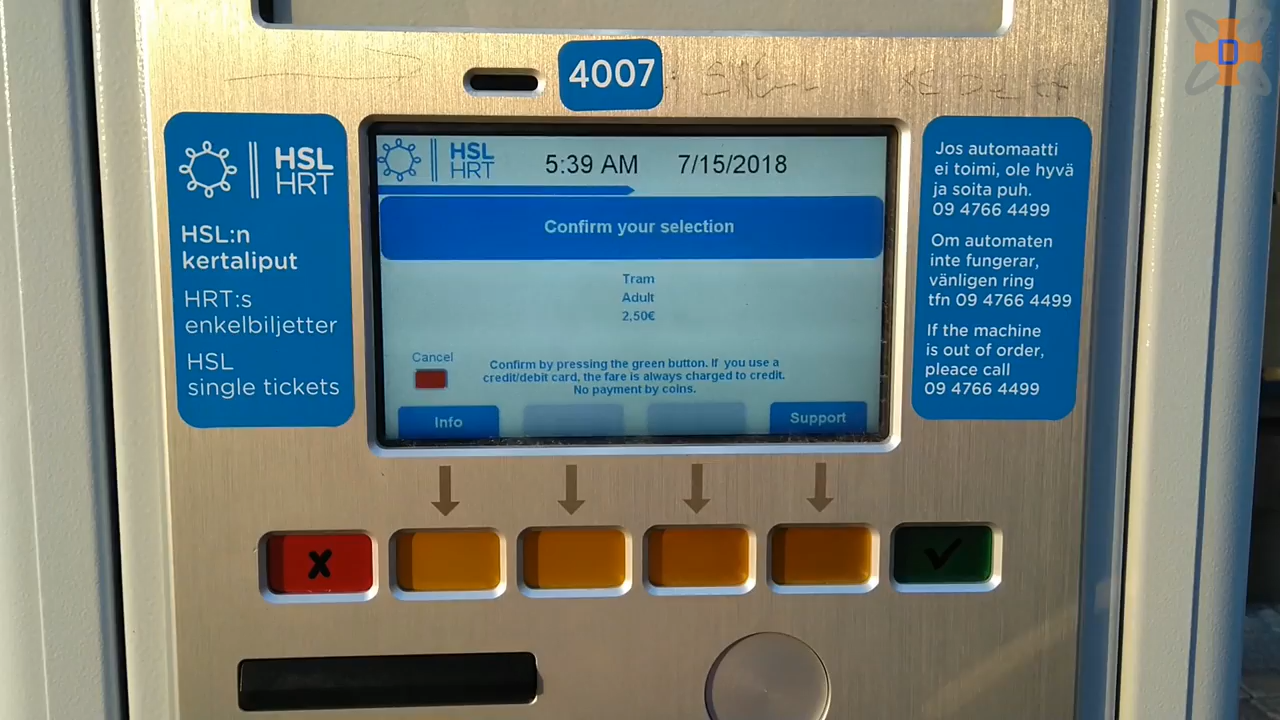 4007
HSL
HRT
HSL:n
kertaliput
HRT:s
enkelbiljetter
HSL
single tickets
HSL
HRT
5:39 AM 7/15/2018
Confirm your selection
Tram
Adult
2,50€
Cancel
Confirm by pressing the green button. If you use a
credit/debit card, the fare is always charged to credit.
No payment by coins.
Info
Support
Jos automaatti
ei toimi, ole hyvä
ja soita puh.
09 4766 4499
Om automaten
inte fungerar,
vänligen ring
tfn 09 4766 4499
If the machine
is out of order,
pleace call
09 4766 4499
X
D